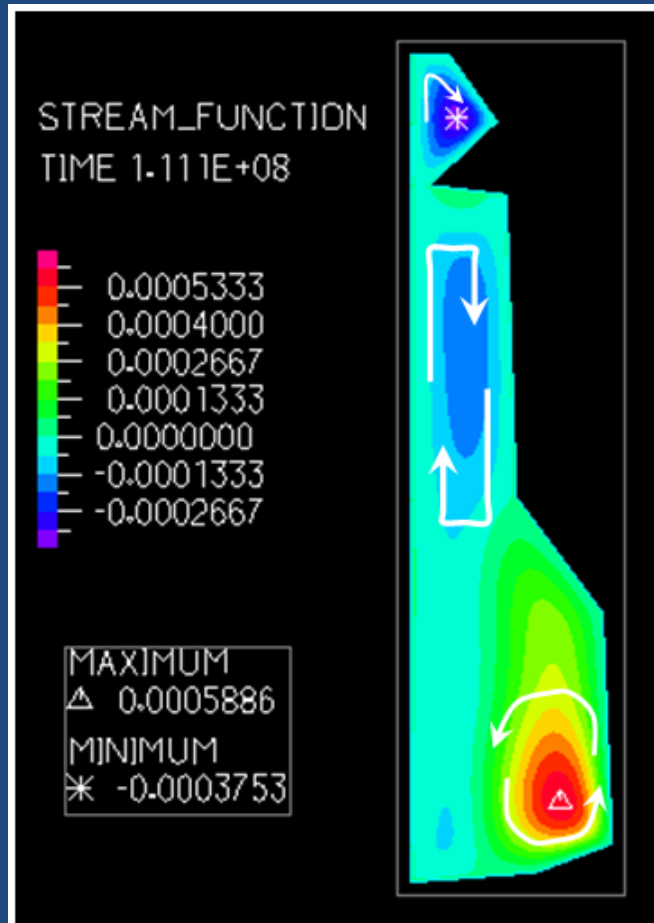 STREAM_FUNCTION
TIME 1.111E+08
0.0005333
0.0004000
0.0002667
0.0001333
0.0000000
-0.0001333
-0.0002667
MAXIMUM
△ 0.0005886
MINIMUM
✳ -0.0003753